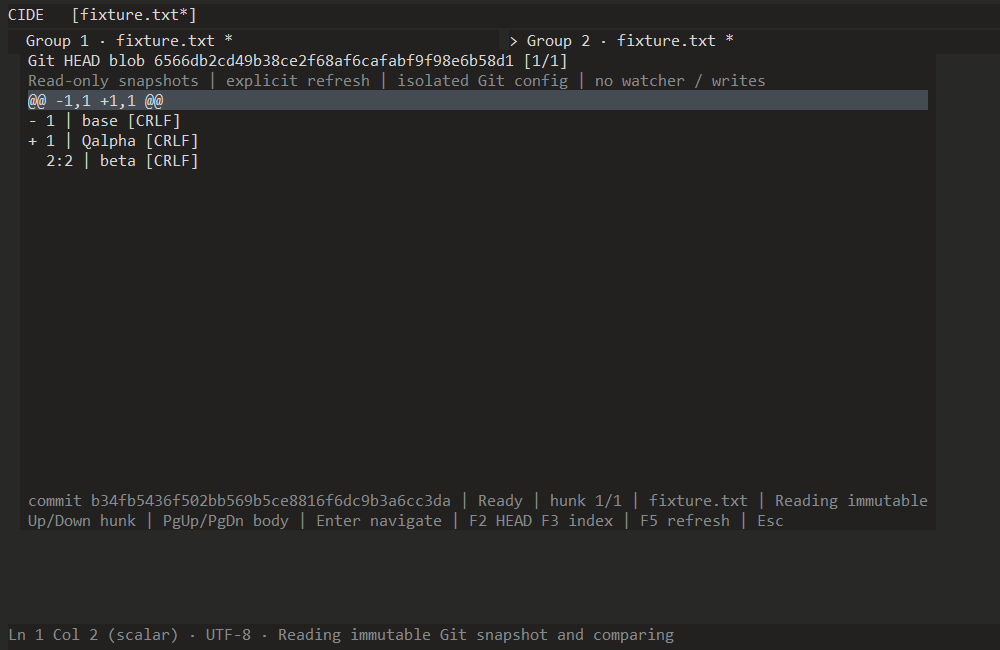 CIDE [fixture.txt*]
Group 1 · fixture.txt * > Group 2 · fixture.txt *
Git HEAD blob 6566db2cd49b38ce2f68af6cafabf9f98e6b58d1 [1/1]
Read-only snapshots | explicit refresh | isolated Git config | no watcher / writes
@@ -1,1 +1,1 @@
- 1 | base [CRLF]
+ 1 | Qalpha [CRLF]
2:2 | beta [CRLF]
commit b34fb5436f502bb569b5ce8816f6dc9b3a6cc3da | Ready | hunk 1/1 | fixture.txt | Reading immutable
Up/Down hunk | PgUp/PgDn body | Enter navigate | F2 HEAD F3 index | F5 refresh | Esc
Ln 1 Col 2 (scalar) · UTF-8 · Reading immutable Git snapshot and comparing